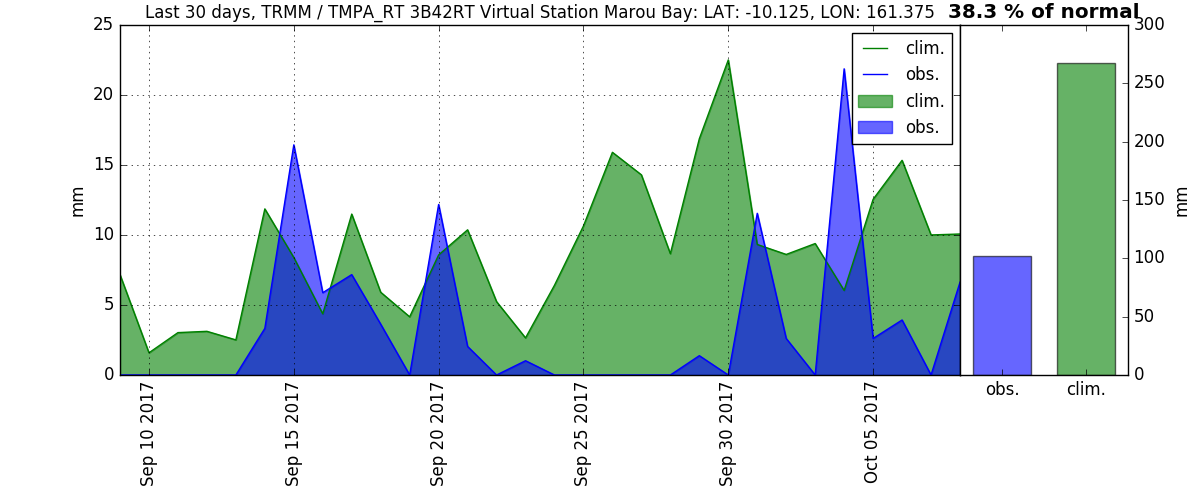 Last 30 days, TRMM / TMPA_RT 3B42RT Virtual Station Marou Bay: LAT: -10.125, LON: 161.375 38.3 % of normal
25
20
15
10
5
0
mm
clim.
obs.
clim.
obs.
Sep 10 2017
Sep 15 2017
Sep 20 2017
Sep 25 2017
Sep 30 2017
Oct 05 2017
300
250
200
150
100
50
0
mm
obs. clim.